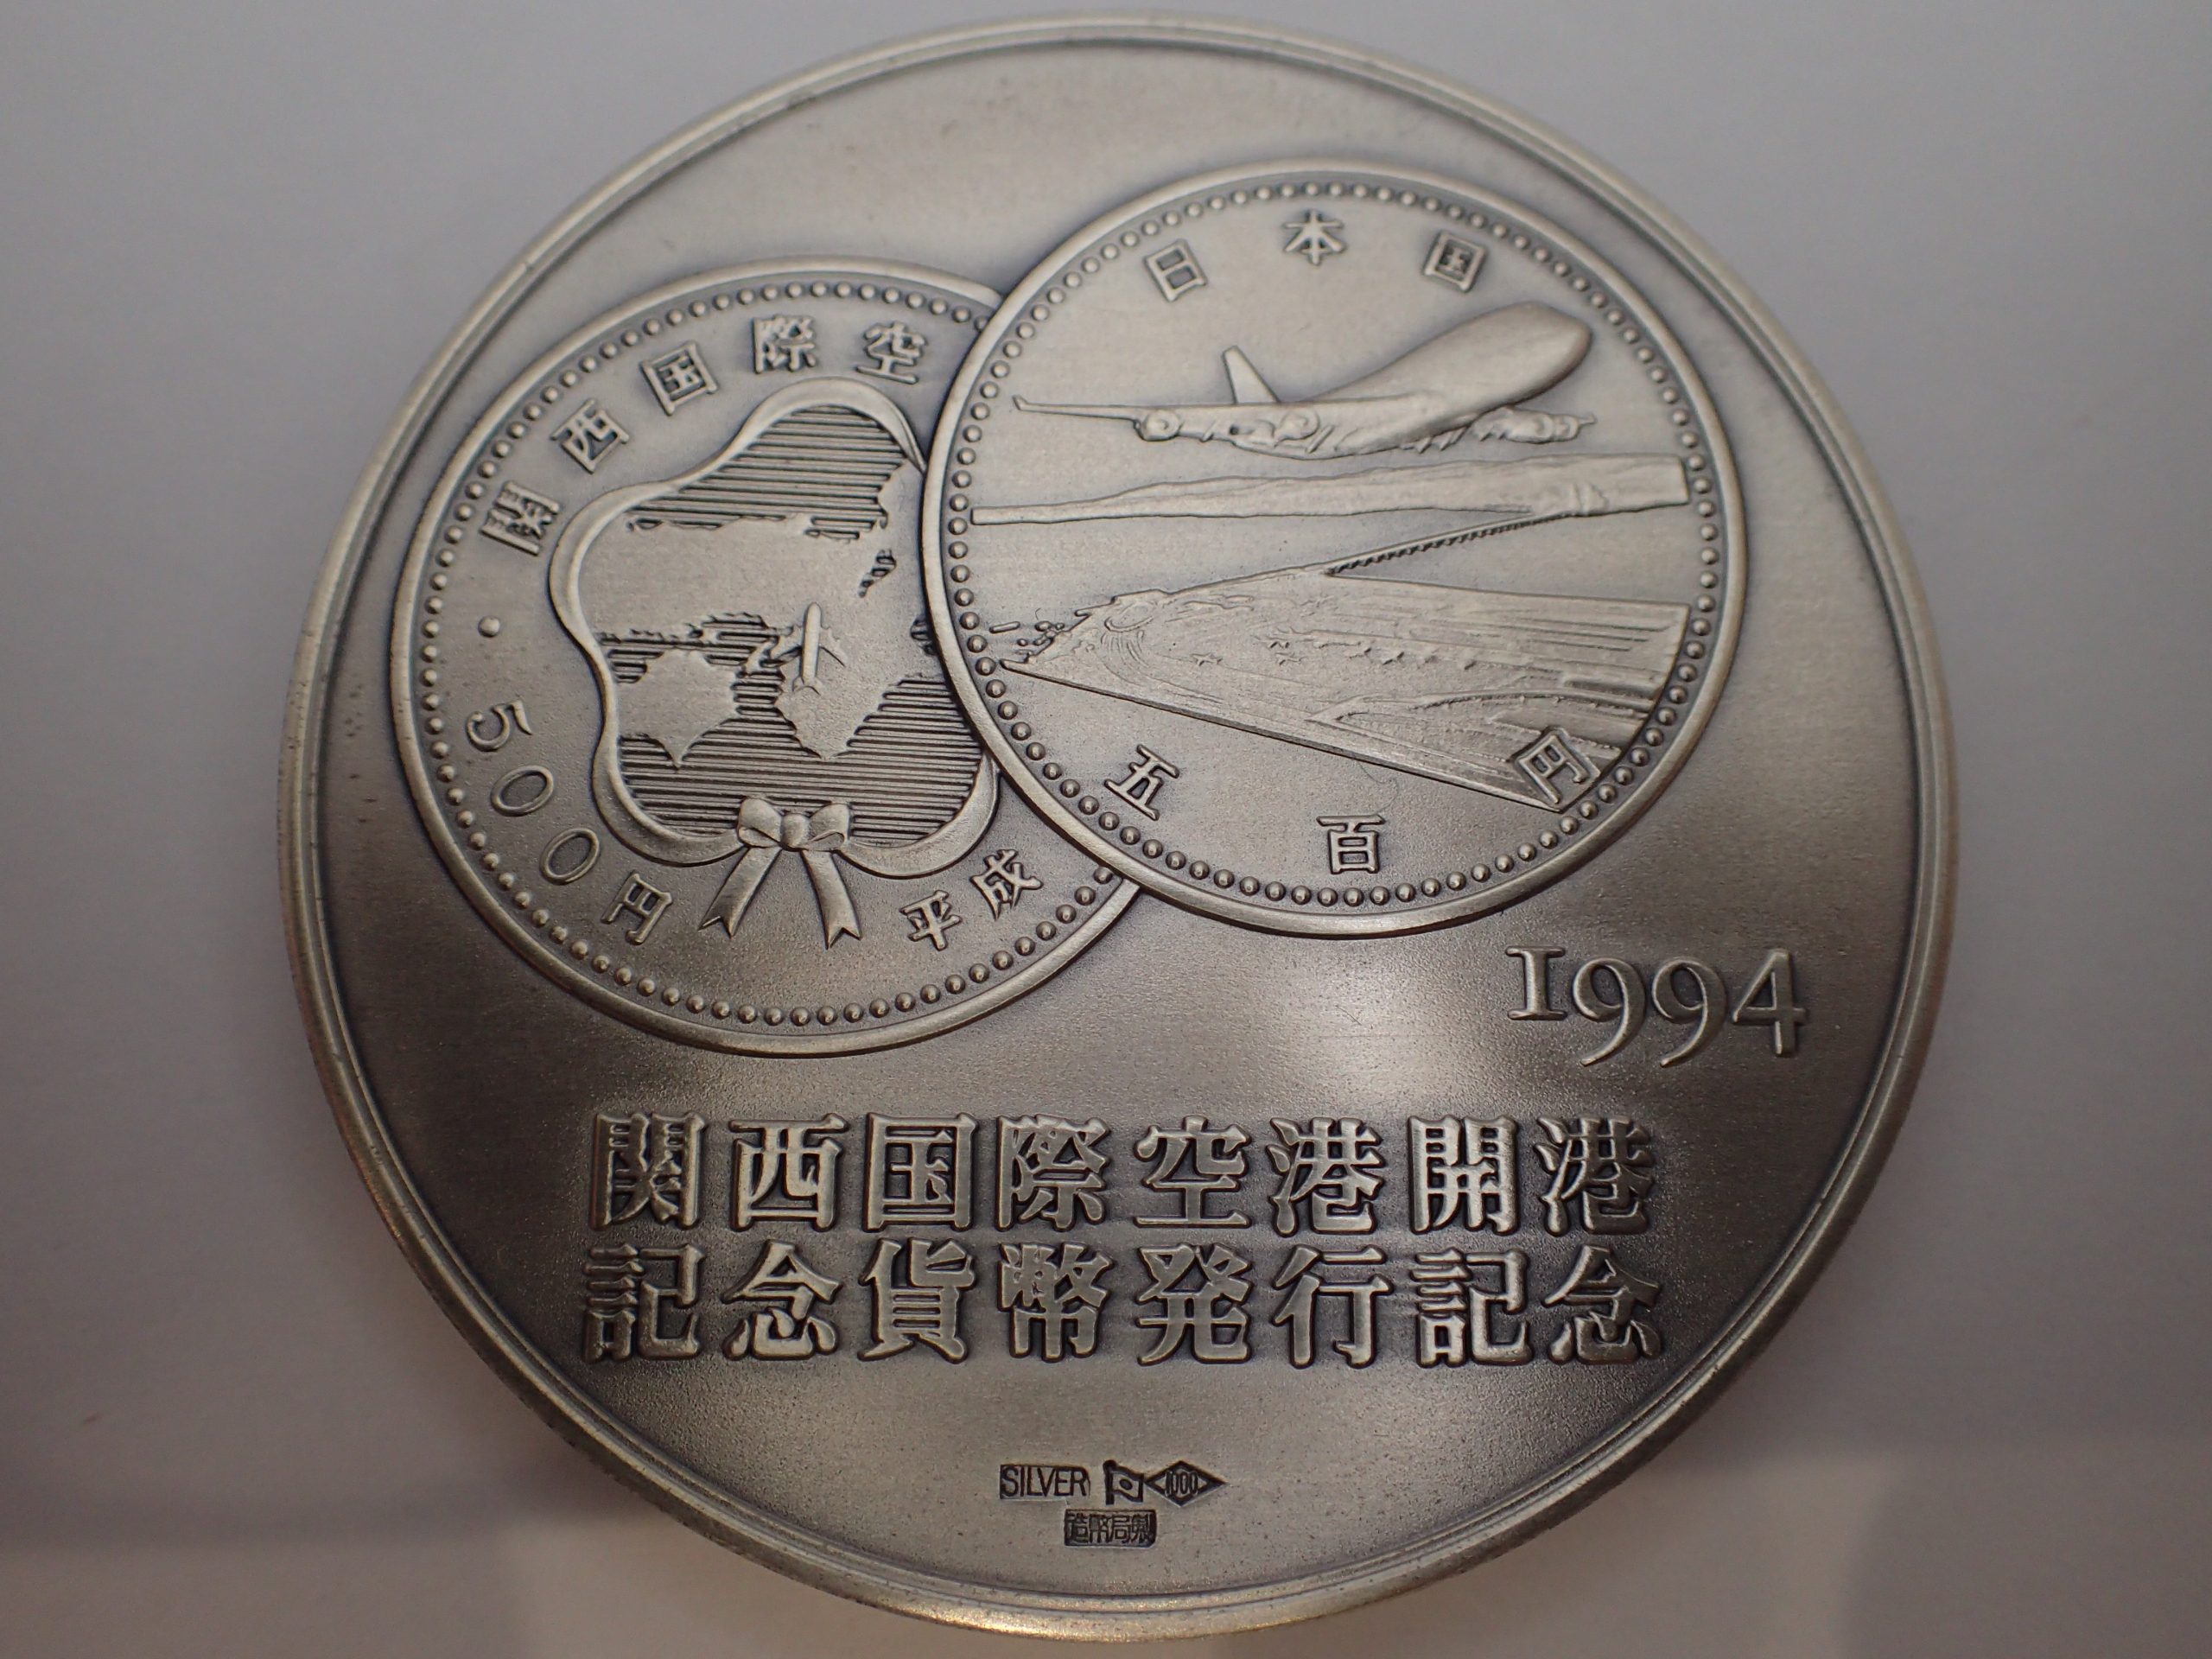 日本国
五百円
関西国際空
・500円
平成
1994
関西国際空港開港
記念貨幣発行記念
SILVER 1000
造幣局製